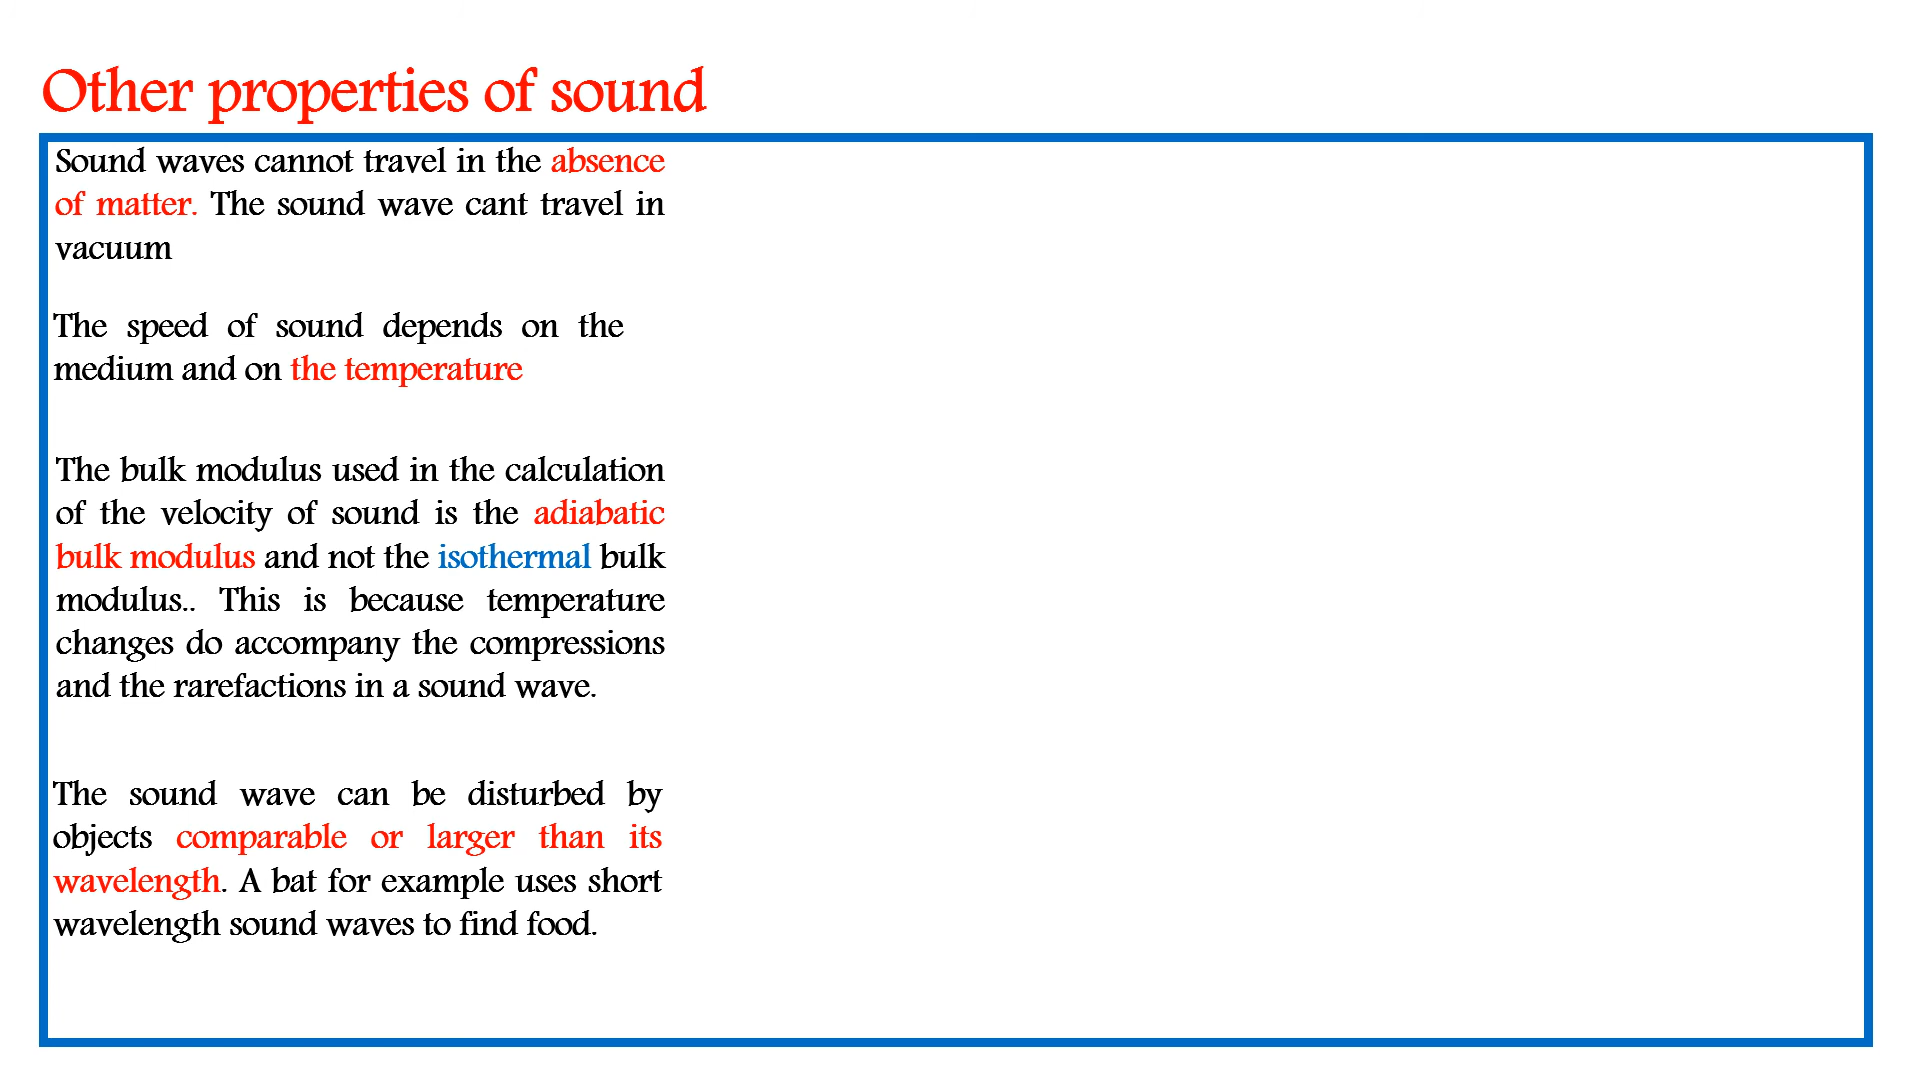 Other properties of sound
Sound waves cannot travel in the absence
of matter. The sound wave cant travel in
vacuum
The speed of sound depends on the
medium and on the temperature
The bulk modulus used in the calculation
of the velocity of sound is the adiabatic
bulk modulus and not the isothermal bulk
modulus.. This is because temperature
changes do accompany the compressions
and the rarefactions in a sound wave.
The sound wave can be disturbed by
objects comparable or larger than its
wavelength. A bat for example uses short
wavelength sound waves to find food.